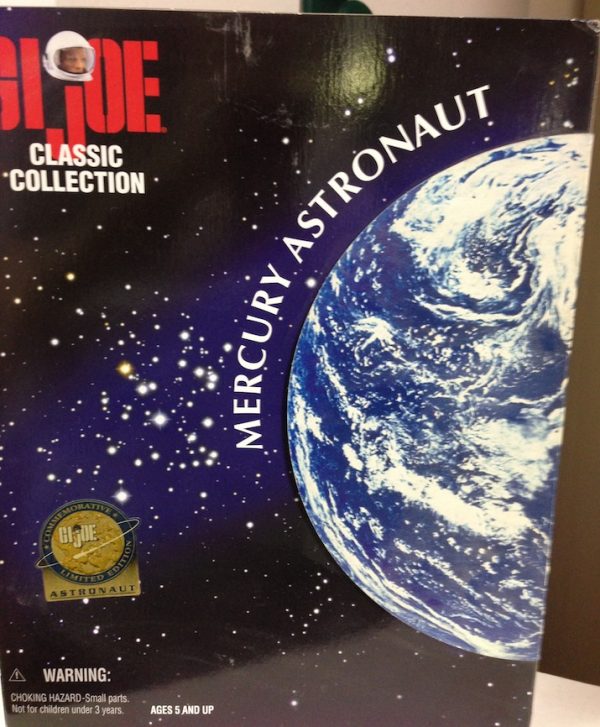 GI JOE
CLASSIC
COLLECTION
MERCURY ASTRONAUT
COMMEMORATIVE
GI JOE
LIMITED EDITION
ASTRONAUT
WARNING:
CHOKING HAZARD-Small parts.
Not for children under 3 years.
AGES 5 AND UP